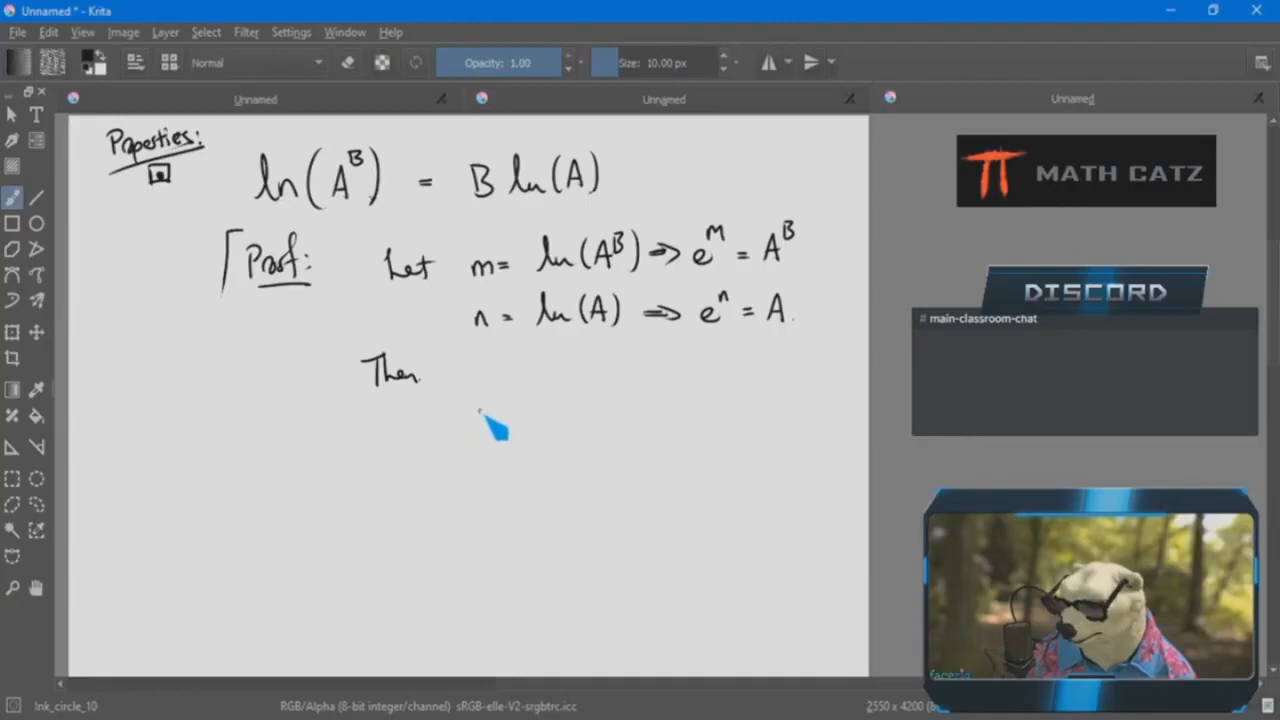 Unnamed * - Krita
File Edit View Image Layer Select Filter Settings Window Help
Normal Opacity: 1.00 Size: 10.00 px
Unnamed Unnamed Unnamed
Properties:
ln(A^B) = B ln(A)
Proof: Let m = ln(A^B) => e^m = A^B
n = ln(A) => e^n = A.
Then
π MATH CATZ
DISCORD
# main-classroom-chat
facerig
Ink_circle_10 RGB/Alpha (8-bit integer/channel) sRGB-elle-V2-srgbtrc.icc 2550 x 4200 (8